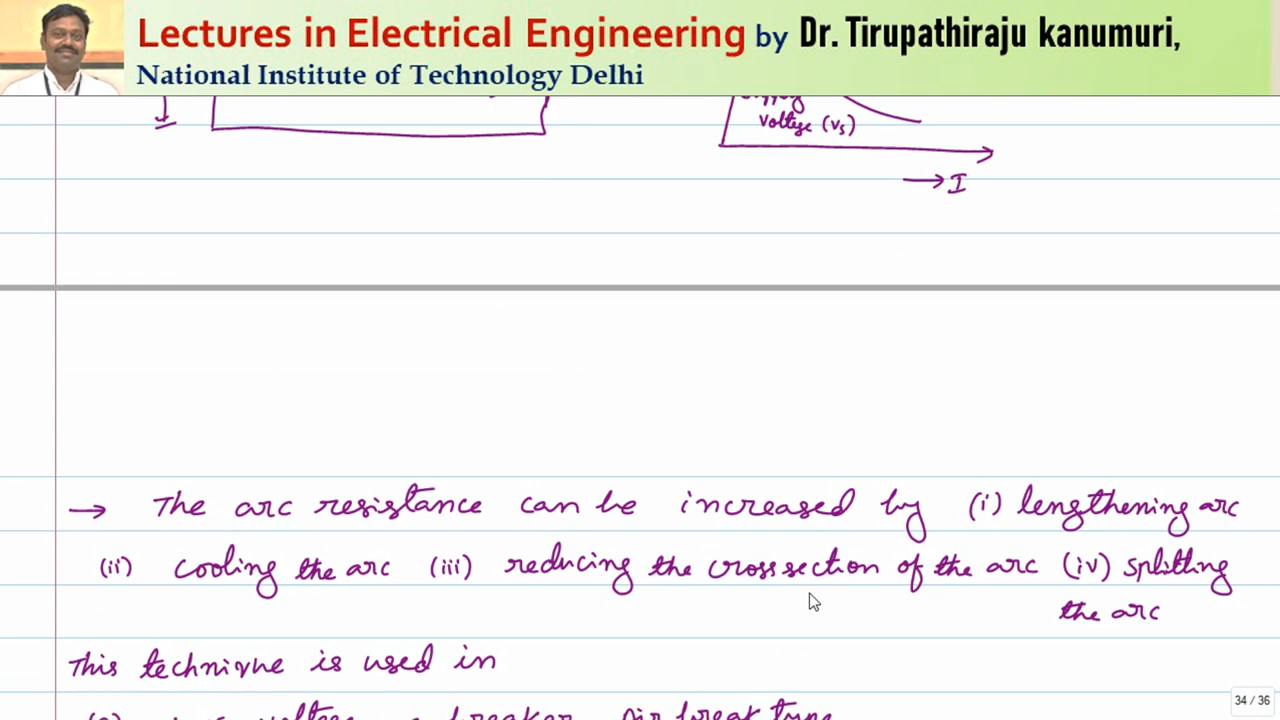 Lectures in Electrical Engineering by Dr. Tirupathiraju kanumuri,
National Institute of Technology Delhi
I
voltage (vs)
→ I
→ The arc resistance can be increased by (i) lengthening arc
(ii) cooling the arc (iii) reducing the cross section of the arc (iv) splitting
the arc
This technique is used in
34 / 36